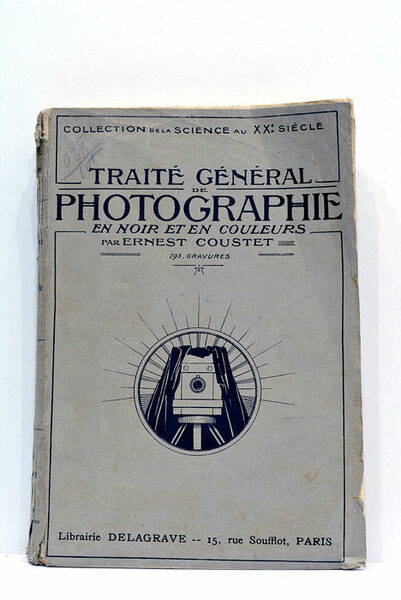 COLLECTION DE LA SCIENCE AU XXE SIÈCLE
TRAITÉ GÉNÉRAL
DE
PHOTOGRAPHIE
EN NOIR ET EN COULEURS
PAR ERNEST COUSTET
195 GRAVURES
Librairie DELAGRAVE -- 15, rue Soufflot, PARIS